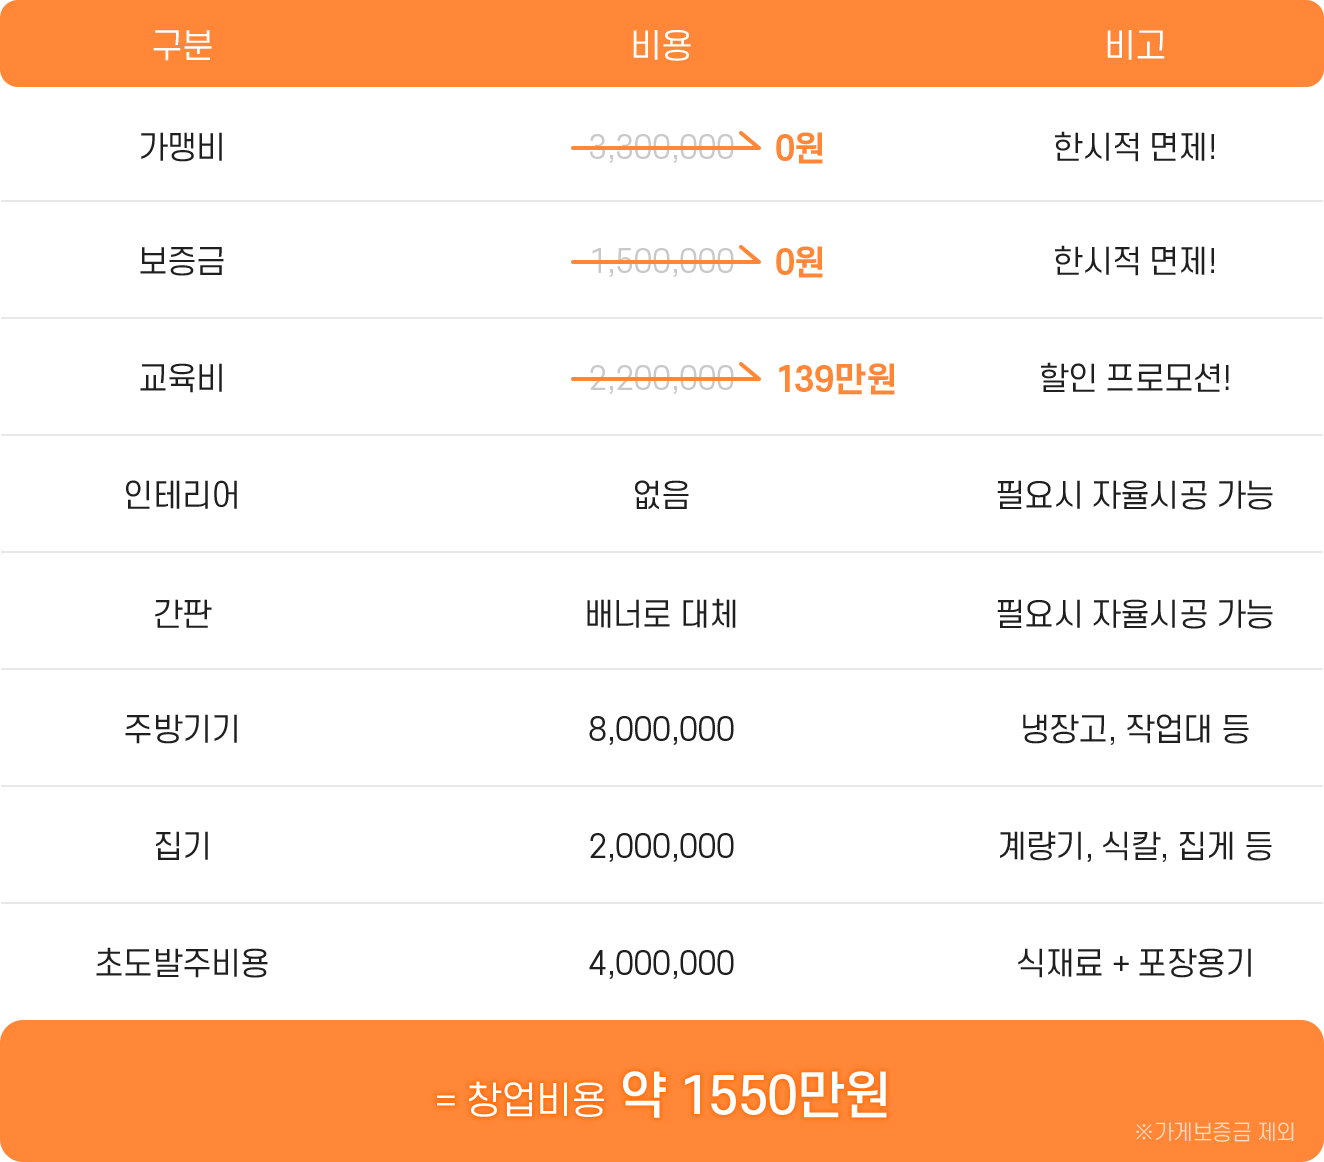 구분 비용 비고
가맹비 3,300,000 0원 한시적 면제!
보증금 1,500,000 0원 한시적 면제!
교육비 2,200,000 139만원 할인 프로모션!
인테리어 없음 필요시 자율시공 가능
간판 배너로 대체 필요시 자율시공 가능
주방기기 8,000,000 냉장고, 작업대 등
집기 2,000,000 계량기, 식칼, 집게 등
초도발주비용 4,000,000 식재료 + 포장용기
= 창업비용 약 1550만원
※가게보증금 제외